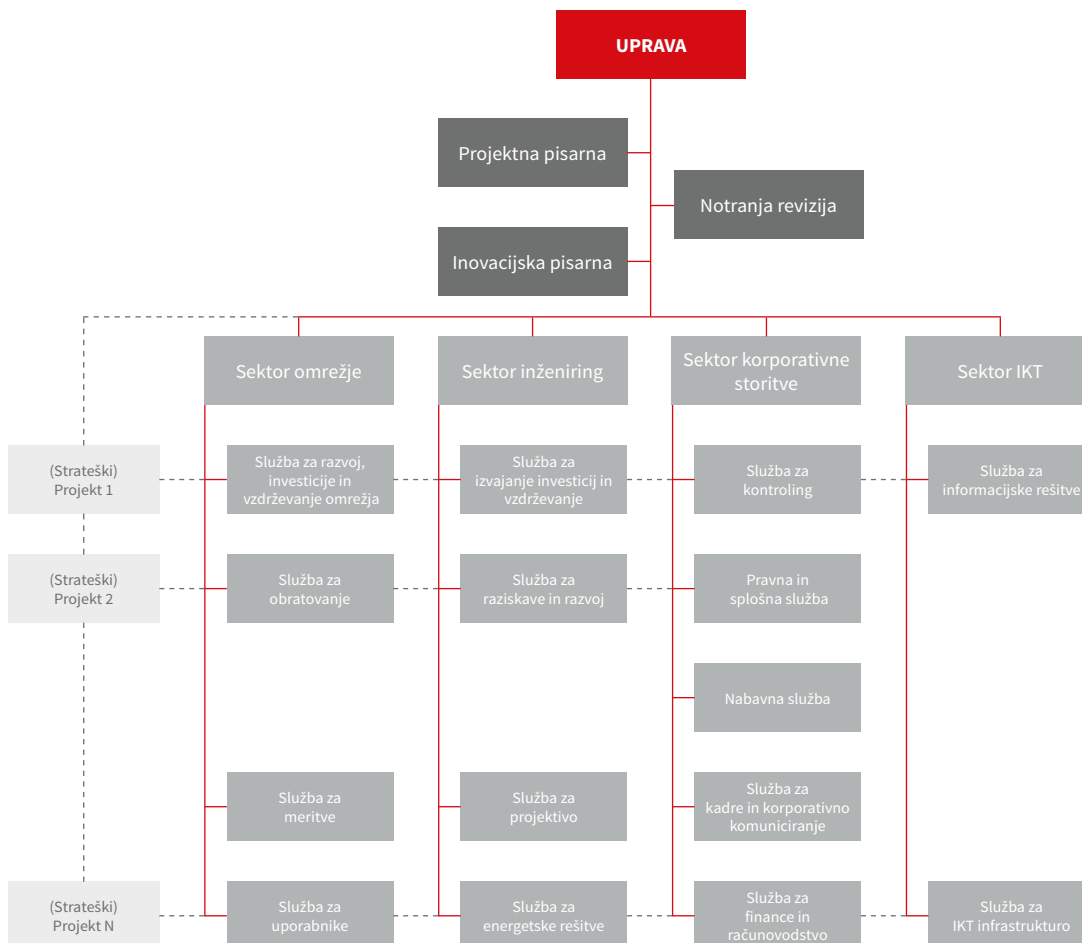 UPRAVA
Projektna pisarna
Notranja revizija
Inovacijska pisarna
Sektor omrežje
Sektor inženiring
Sektor korporativne
storitve
Sektor IKT
(Strateški)
Projekt 1
Služba za razvoj,
investicije in
vzdrževanje omrežja
Služba za
izvajanje investicij in
vzdrževanje
Služba za
kontroling
Služba za
informacijske rešitve
(Strateški)
Projekt 2
Služba za
obratovanje
Služba za
raziskave in razvoj
Pravna in
splošna služba
Nabavna služba
Služba za
meritve
Služba za
projektivo
Služba za
kadre in korporativno
komuniciranje
(Strateški)
Projekt N
Služba za
uporabnike
Služba za
energetske rešitve
Služba za
finance in
računovodstvo
Služba za
IKT infrastrukturo